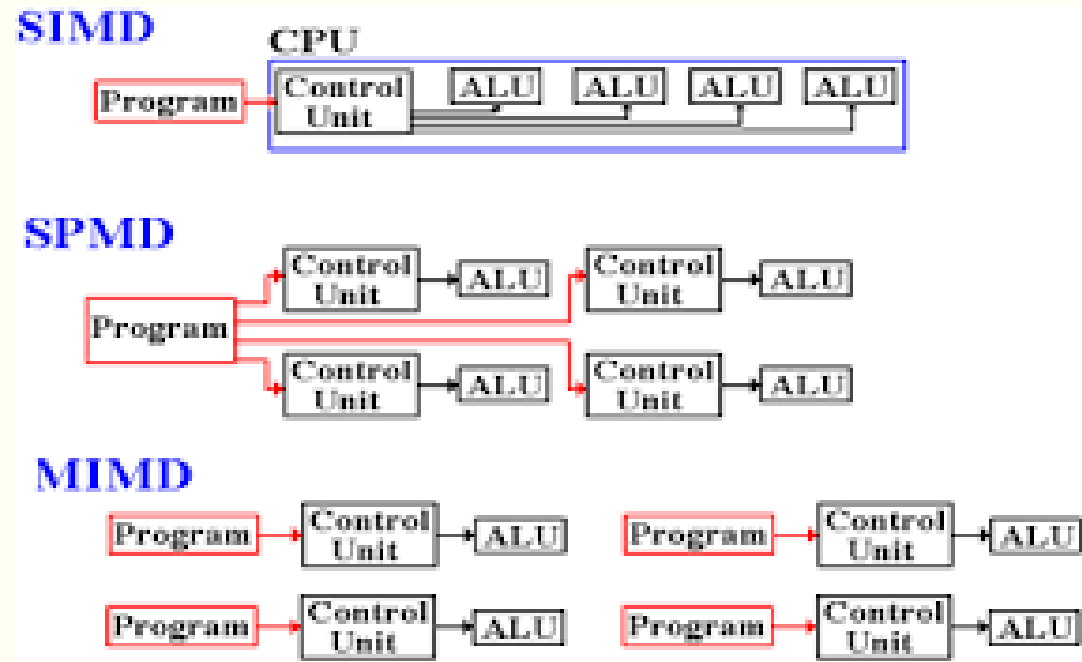 SIMD
CPU
Program
Control
Unit
ALU
ALU
ALU
ALU
SPMD
Program
Control
Unit
ALU
Control
Unit
ALU
Control
Unit
ALU
Control
Unit
ALU
MIMD
Program
Control
Unit
ALU
Program
Control
Unit
ALU
Program
Control
Unit
ALU
Program
Control
Unit
ALU